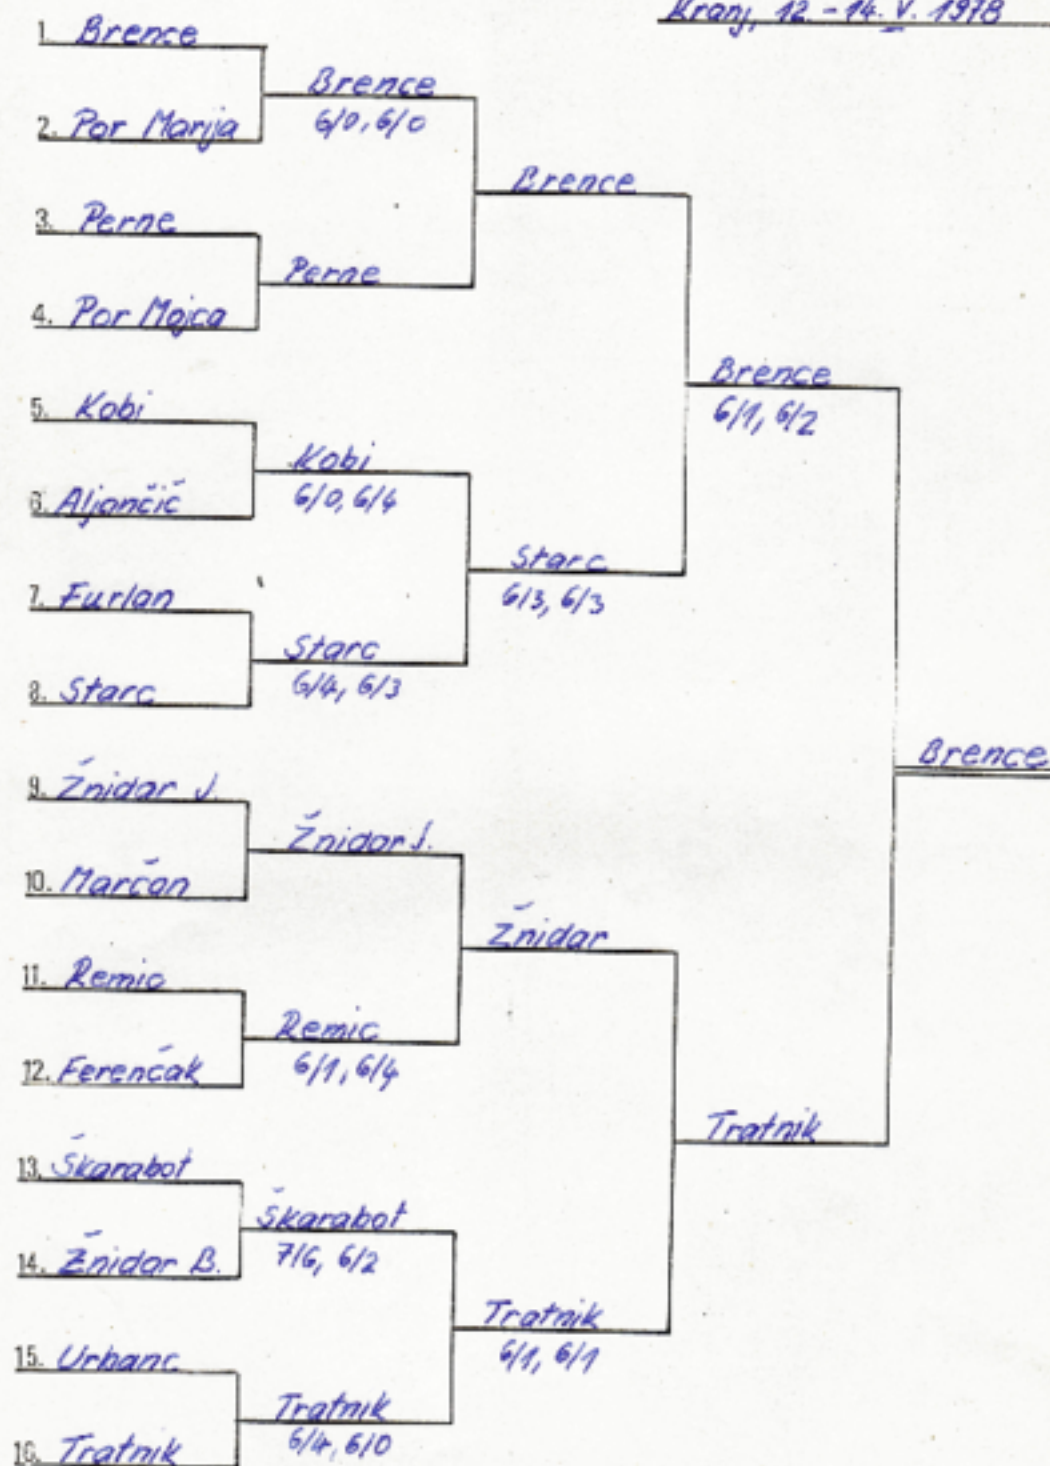 Kranj, 12.-14. V. 1978
1. Brence
Brence
6/0, 6/0
2. Por Marija
Brence
3. Perne
Perne
4. Por Mojca
Brence
6/1, 6/2
5. Kobi
Kobi
6/0, 6/4
6. Aljančič
Starc
6/3, 6/3
7. Furlan
Starc
6/4, 6/3
8. Starc
Brence
9. Žnidar J.
Žnidar J.
10. Marčan
Žnidar
11. Remic
Remic
6/1, 6/4
12. Ferenčak
Tratnik
13. Škarabot
Škarabot
7/6, 6/2
14. Žnidar B.
Tratnik
6/1, 6/1
15. Urbanc
Tratnik
6/4, 6/0
16. Tratnik